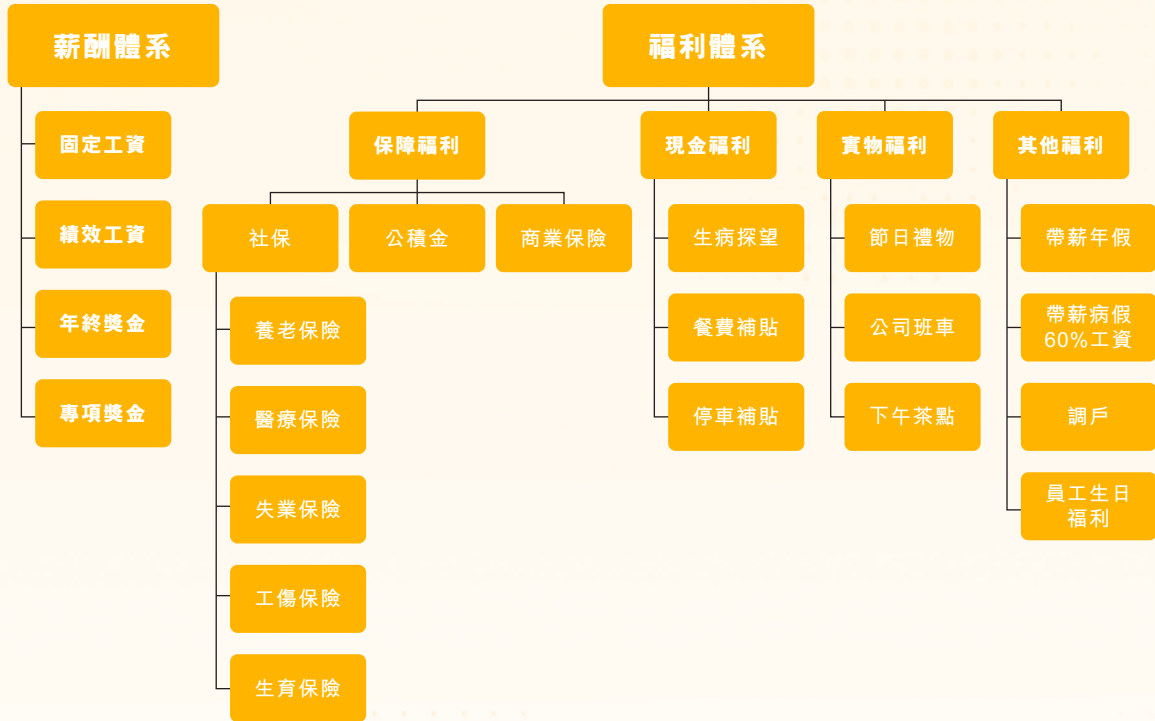 薪酬體系
固定工資
績效工資
年終獎金
專項獎金
福利體系
保障福利
社保
養老保險
醫療保險
失業保險
工傷保險
生育保險
公積金
商業保險
現金福利
生病探望
餐費補貼
停車補貼
實物福利
節日禮物
公司班車
下午茶點
其他福利
帶薪年假
帶薪病假
60%工資
調戶
員工生日
福利